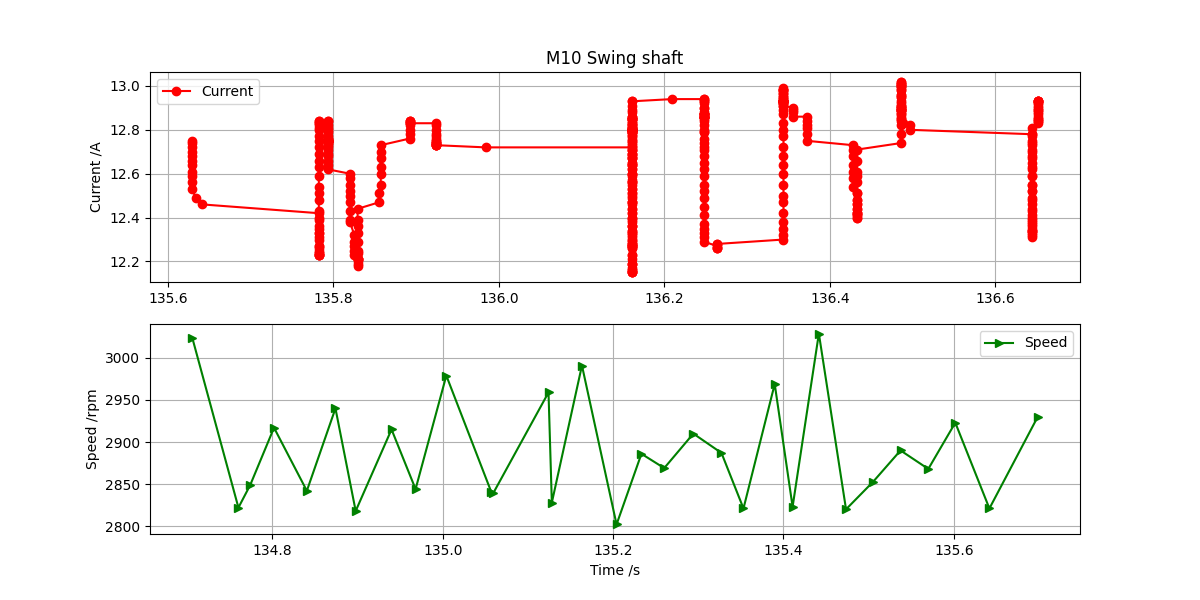 M10 Swing shaft
Current /A
13.0
12.8
12.6
12.4
12.2
Current
135.6 135.8 136.0 136.2 136.4 136.6
Speed /rpm
3000
2950
2900
2850
2800
Speed
134.8 135.0 135.2 135.4 135.6
Time /s